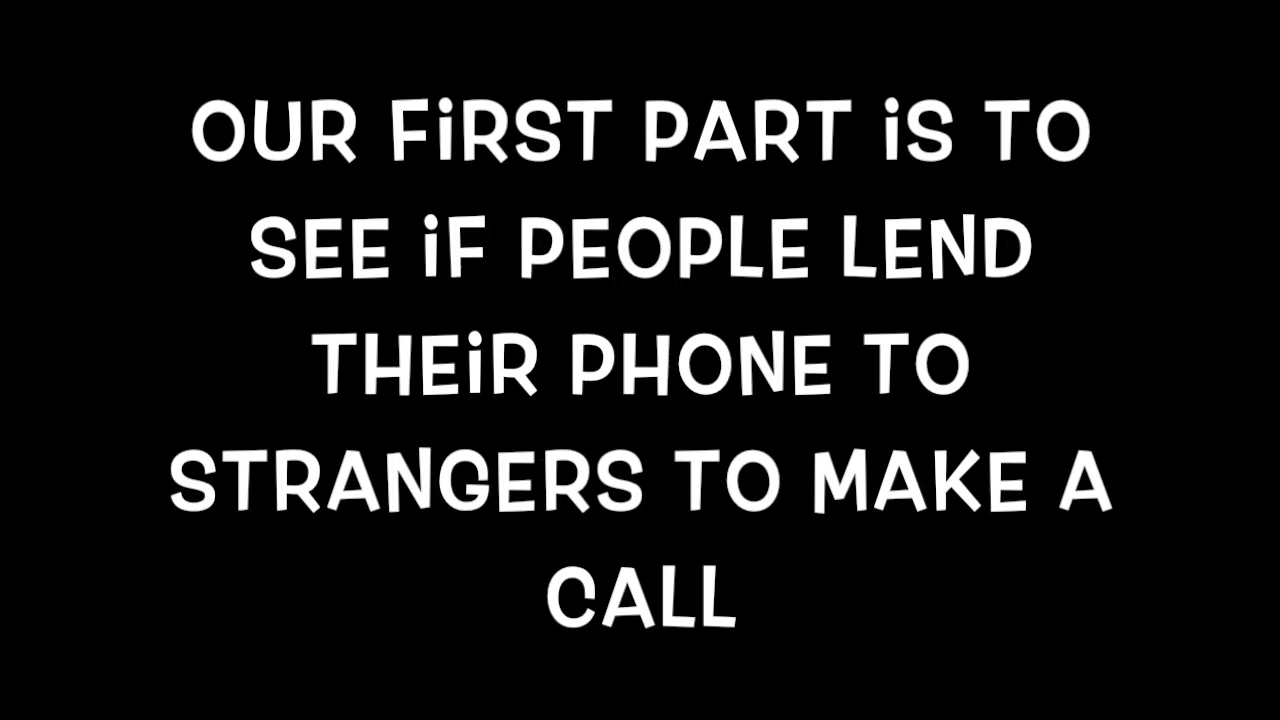 OUR FiRST PART iS TO
SEE iF PEOPLE LEND
THEiR PHONE TO
STRANGERS TO MAKE A
CALL